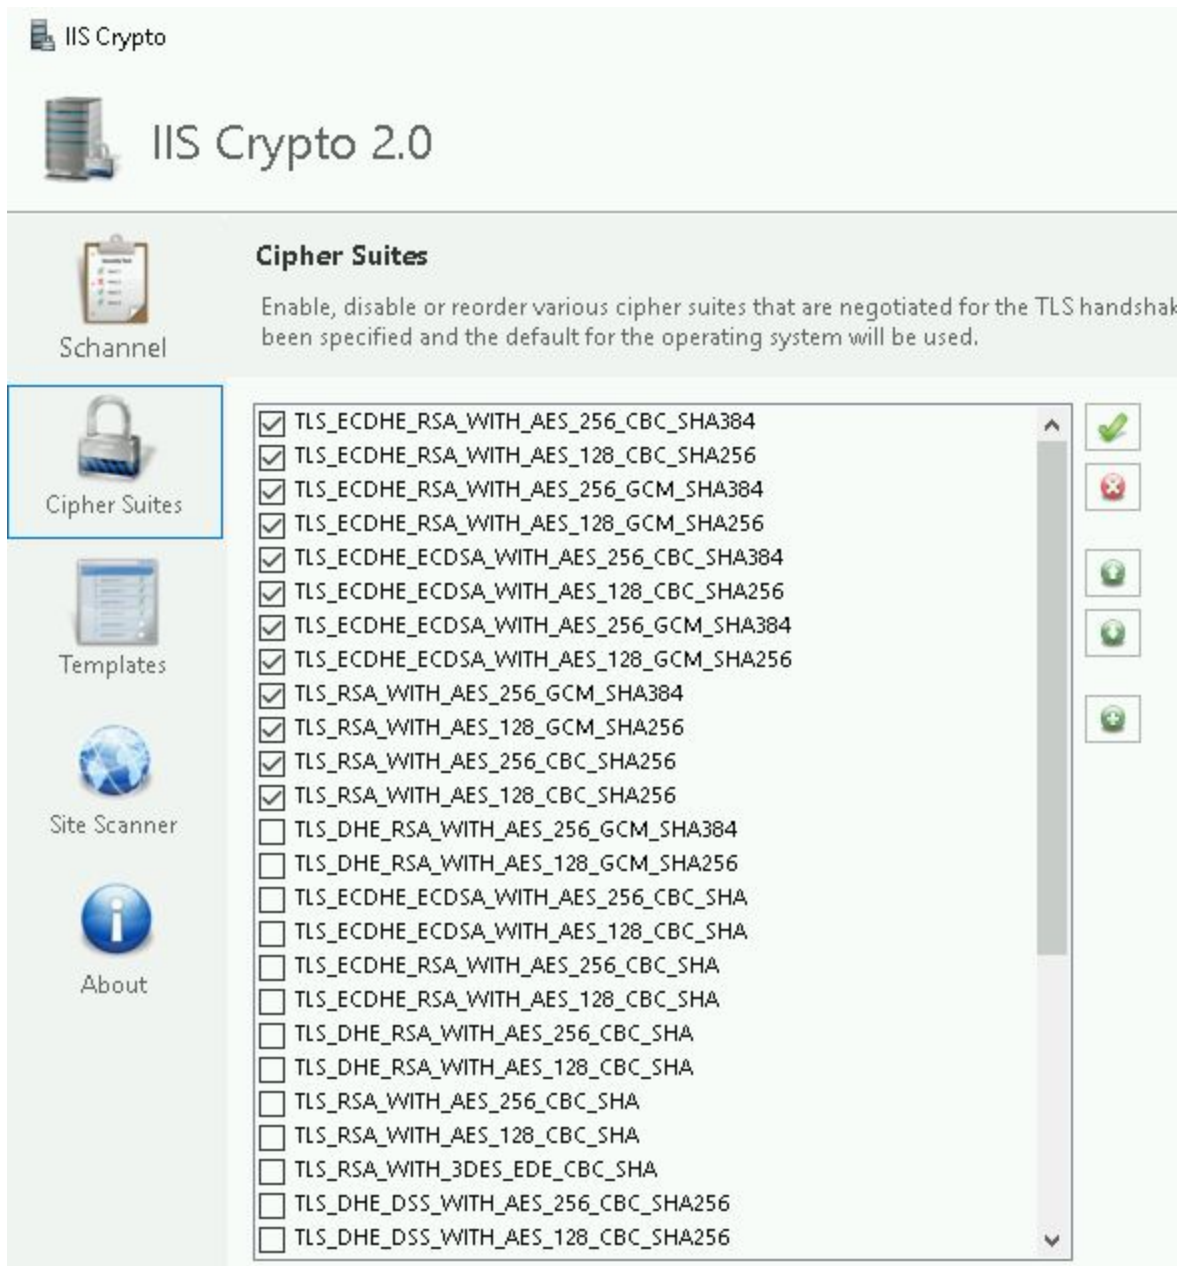 IIS Crypto
IIS Crypto 2.0
Schannel
Cipher Suites
Templates
Site Scanner
About
Cipher Suites
Enable, disable or reorder various cipher suites that are negotiated for the TLS handshak
been specified and the default for the operating system will be used.
TLS_ECDHE_RSA_WITH_AES_256_CBC_SHA384
TLS_ECDHE_RSA_WITH_AES_128_CBC_SHA256
TLS_ECDHE_RSA_WITH_AES_256_GCM_SHA384
TLS_ECDHE_RSA_WITH_AES_128_GCM_SHA256
TLS_ECDHE_ECDSA_WITH_AES_256_CBC_SHA384
TLS_ECDHE_ECDSA_WITH_AES_128_CBC_SHA256
TLS_ECDHE_ECDSA_WITH_AES_256_GCM_SHA384
TLS_ECDHE_ECDSA_WITH_AES_128_GCM_SHA256
TLS_RSA_WITH_AES_256_GCM_SHA384
TLS_RSA_WITH_AES_128_GCM_SHA256
TLS_RSA_WITH_AES_256_CBC_SHA256
TLS_RSA_WITH_AES_128_CBC_SHA256
TLS_DHE_RSA_WITH_AES_256_GCM_SHA384
TLS_DHE_RSA_WITH_AES_128_GCM_SHA256
TLS_ECDHE_ECDSA_WITH_AES_256_CBC_SHA
TLS_ECDHE_ECDSA_WITH_AES_128_CBC_SHA
TLS_ECDHE_RSA_WITH_AES_256_CBC_SHA
TLS_ECDHE_RSA_WITH_AES_128_CBC_SHA
TLS_DHE_RSA_WITH_AES_256_CBC_SHA
TLS_DHE_RSA_WITH_AES_128_CBC_SHA
TLS_RSA_WITH_AES_256_CBC_SHA
TLS_RSA_WITH_AES_128_CBC_SHA
TLS_RSA_WITH_3DES_EDE_CBC_SHA
TLS_DHE_DSS_WITH_AES_256_CBC_SHA256
TLS_DHE_DSS_WITH_AES_128_CBC_SHA256